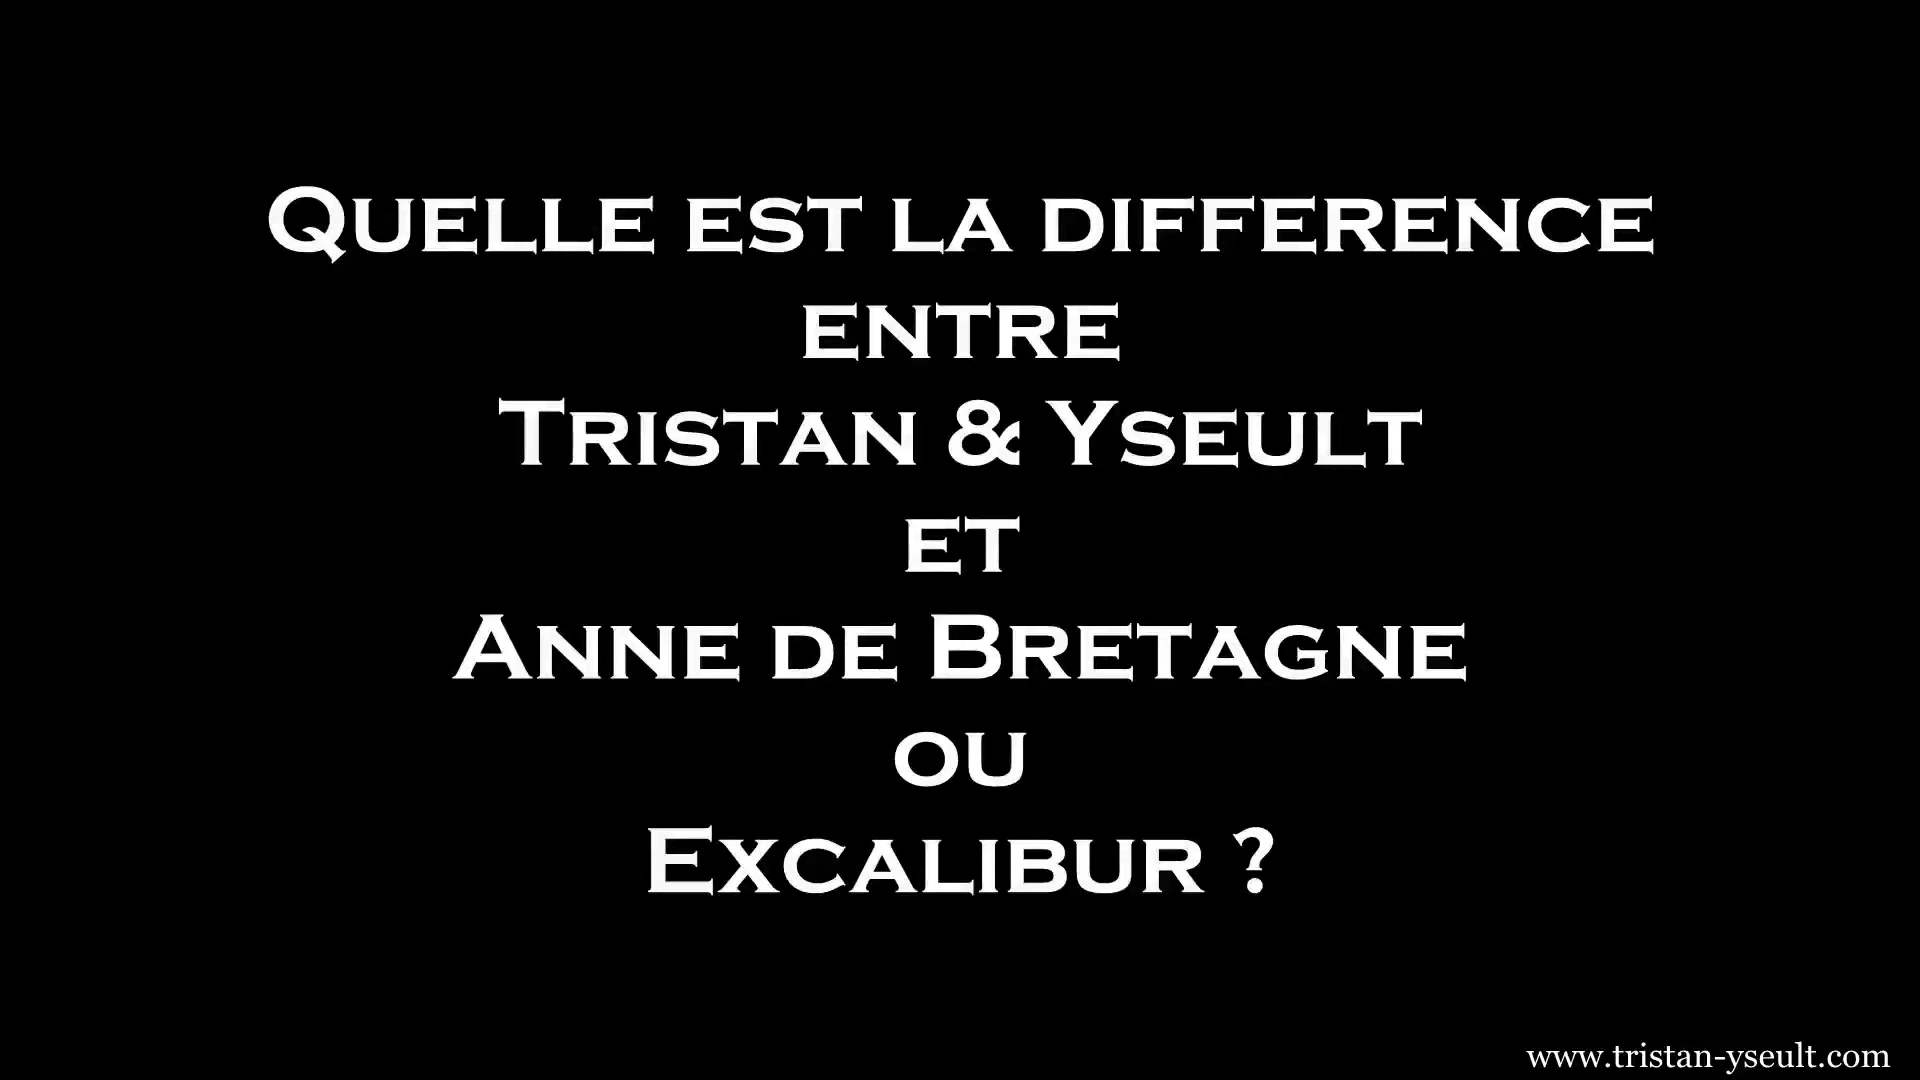 Quelle est la difference
entre
Tristan & Yseult
et
Anne de Bretagne
ou
Excalibur ?
www.tristan-yseult.com